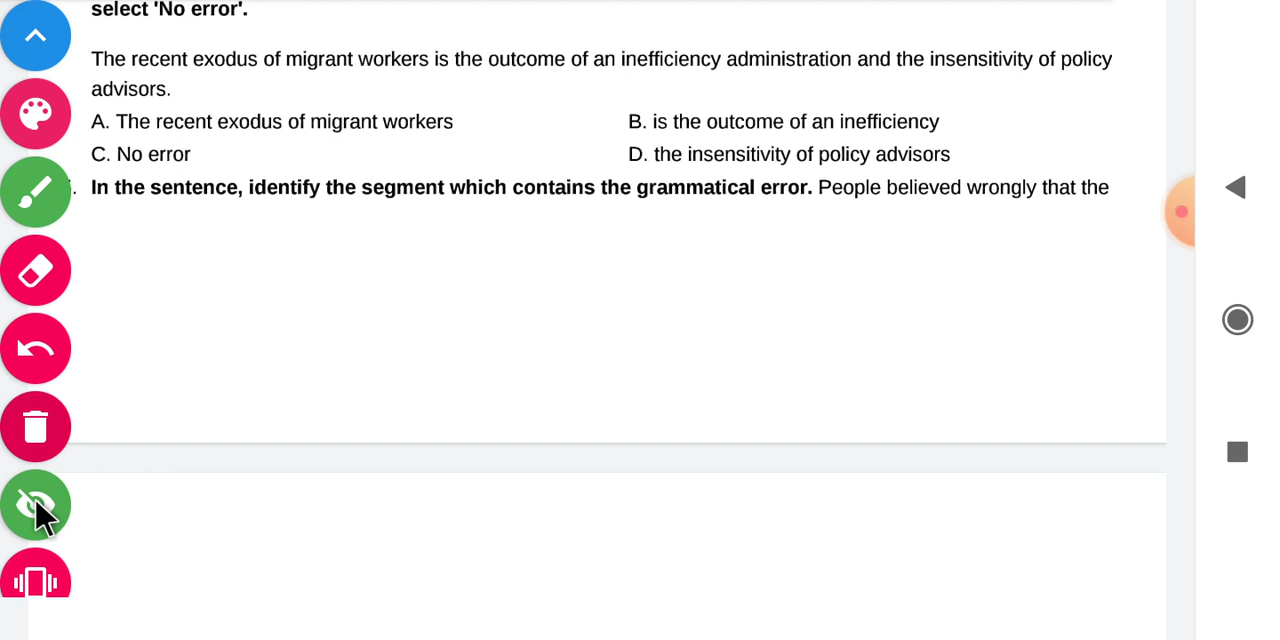 select 'No error'.
The recent exodus of migrant workers is the outcome of an inefficiency administration and the insensitivity of policy
advisors.
A. The recent exodus of migrant workers
B. is the outcome of an inefficiency
C. No error
D. the insensitivity of policy advisors
. In the sentence, identify the segment which contains the grammatical error. People believed wrongly that the